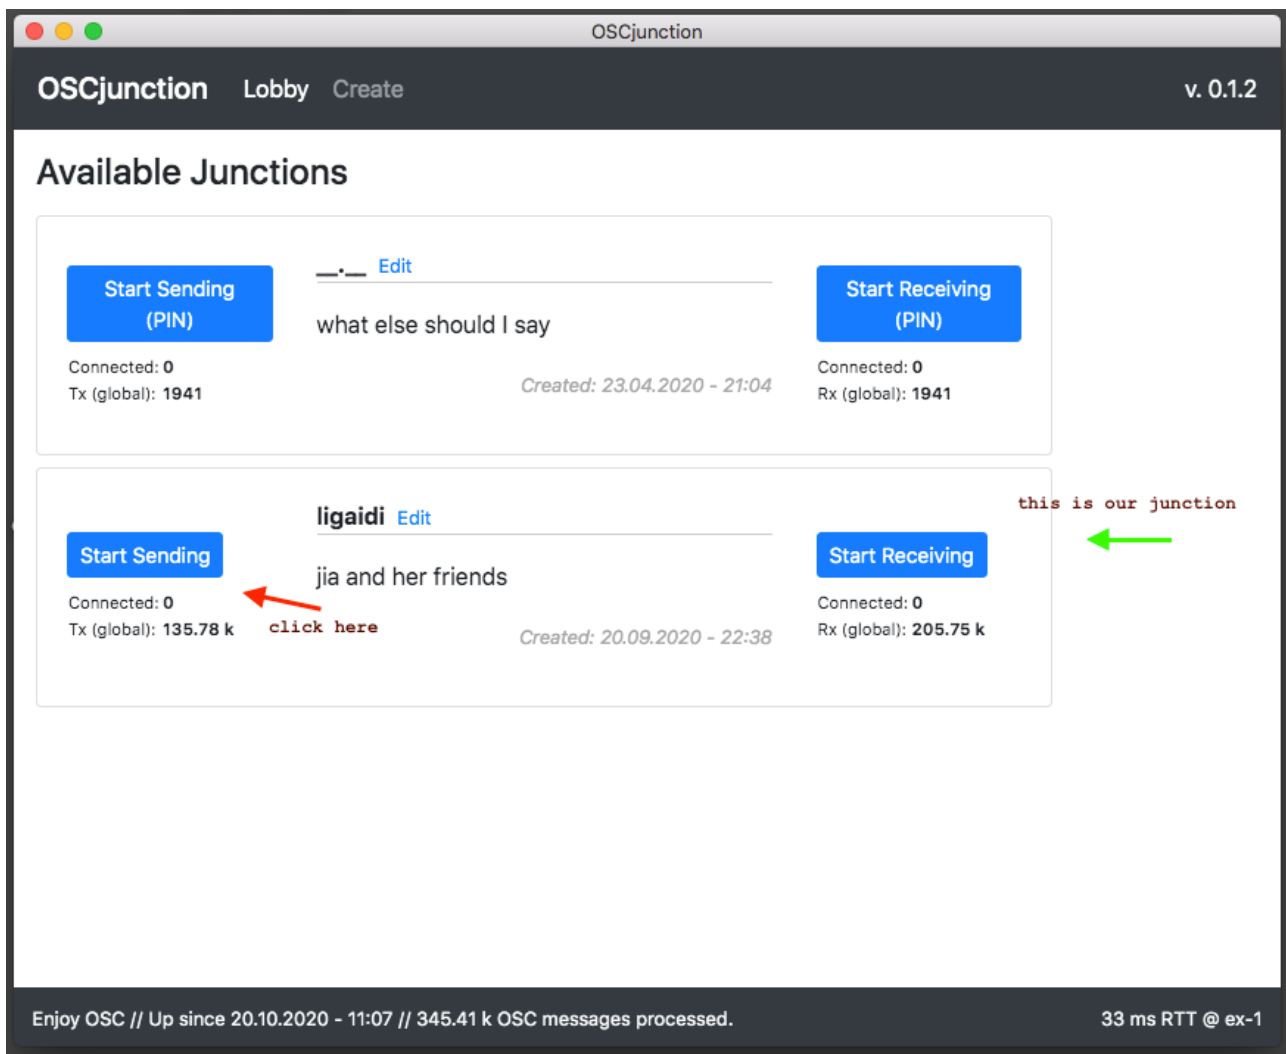 OSCjunction
OSCjunction Lobby Create v. 0.1.2
Available Junctions
__.__ Edit
Start Sending
(PIN)
Connected: 0
Tx (global): 1941
what else should I say
Created: 23.04.2020 - 21:04
Start Receiving
(PIN)
Connected: 0
Rx (global): 1941
ligaidi Edit
Start Sending
Connected: 0
Tx (global): 135.78 k
click here
jia and her friends
Created: 20.09.2020 - 22:38
Start Receiving
Connected: 0
Rx (global): 205.75 k
this is our junction
Enjoy OSC // Up since 20.10.2020 - 11:07 // 345.41 k OSC messages processed.
33 ms RTT @ ex-1